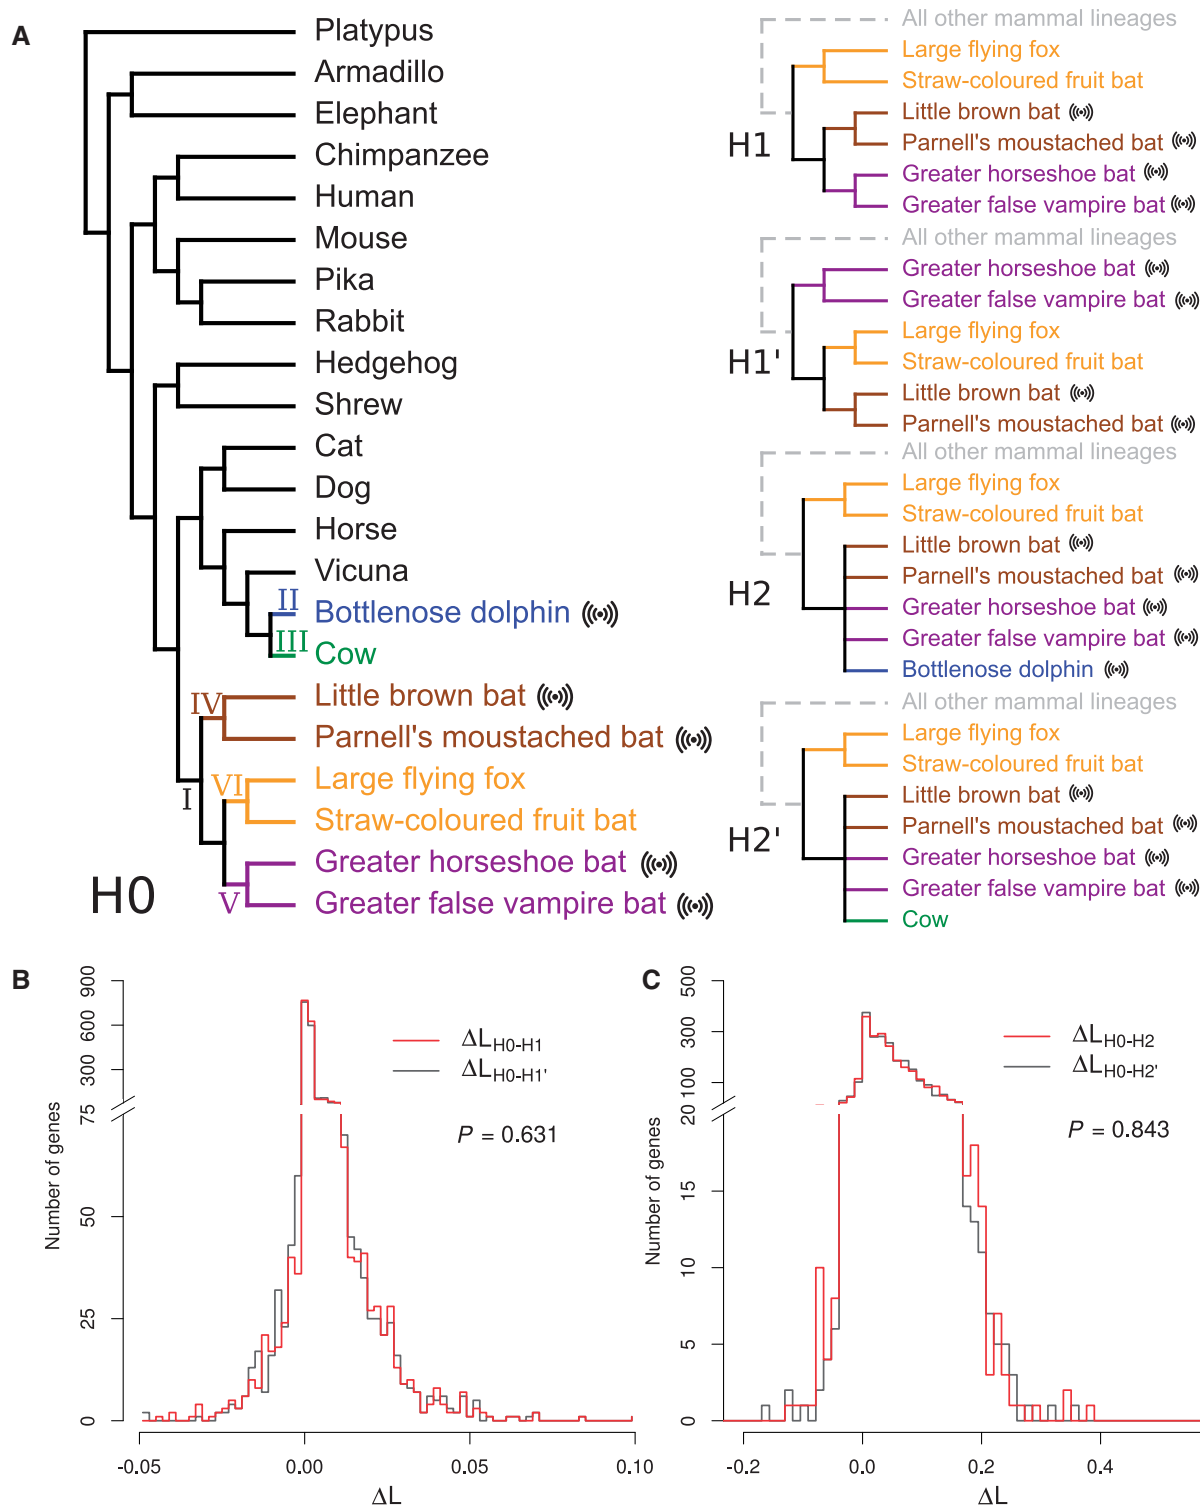 A
Platypus
Armadillo
Elephant
Chimpanzee
Human
Mouse
Pika
Rabbit
Hedgehog
Shrew
Cat
Dog
Horse
Vicuna
II
Bottlenose dolphin
III
Cow
IV
Little brown bat
Parnell's moustached bat
I
VI
Large flying fox
Straw-coloured fruit bat
Greater horseshoe bat
V
Greater false vampire bat
H0
All other mammal lineages
Large flying fox
Straw-coloured fruit bat
Little brown bat
H1
Parnell's moustached bat
Greater horseshoe bat
Greater false vampire bat
All other mammal lineages
Greater horseshoe bat
Greater false vampire bat
Large flying fox
H1'
Straw-coloured fruit bat
Little brown bat
Parnell's moustached bat
All other mammal lineages
Large flying fox
Straw-coloured fruit bat
Little brown bat
Parnell's moustached bat
H2
Greater horseshoe bat
Greater false vampire bat
Bottlenose dolphin
All other mammal lineages
Large flying fox
Straw-coloured fruit bat
Little brown bat
Parnell's moustached bat
H2'
Greater horseshoe bat
Greater false vampire bat
Cow
B
Number of genes
900
600
300
75
50
25
0
ΔL H0-H1
ΔL H0-H1'
P = 0.631
-0.05 0.00 0.05 0.10
ΔL
C
Number of genes
500
300
100
20
15
10
5
0
ΔL H0-H2
ΔL H0-H2'
P = 0.843
-0.2 0.0 0.2 0.4
ΔL